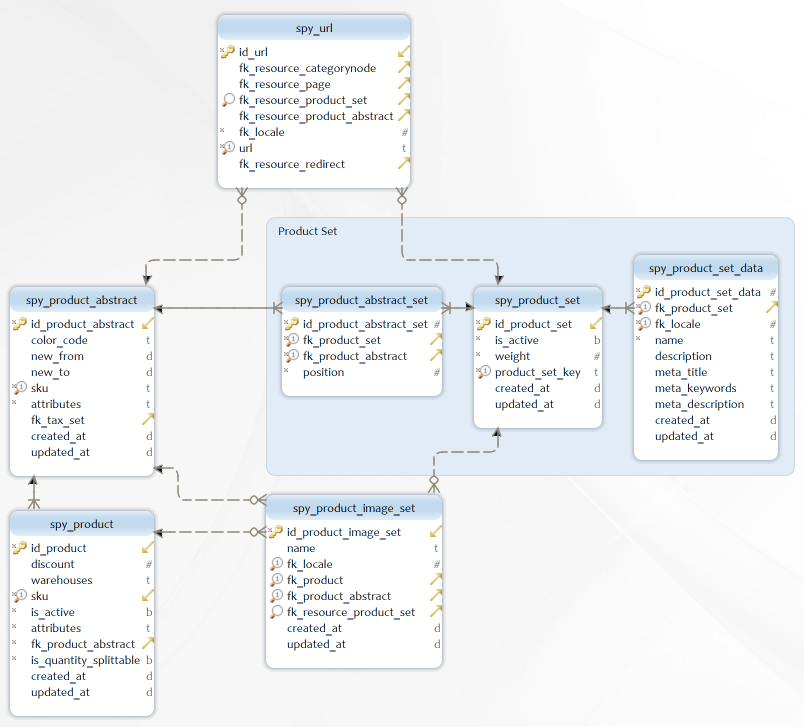 spy_url
id_url
fk_resource_categorynode
fk_resource_page
fk_resource_product_set
fk_resource_product_abstract
fk_locale #
url t
fk_resource_redirect
Product Set
spy_product_abstract
id_product_abstract
color_code t
new_from d
new_to d
sku t
attributes t
fk_tax_set
created_at d
updated_at d
spy_product_abstract_set
id_product_abstract_set #
fk_product_set
fk_product_abstract
position #
spy_product_set
id_product_set
is_active b
weight #
product_set_key t
created_at d
updated_at d
spy_product_set_data
id_product_set_data #
fk_product_set
fk_locale #
name t
description t
meta_title t
meta_keywords t
meta_description t
created_at d
updated_at d
spy_product
id_product
discount #
warehouses t
sku
is_active b
attributes t
fk_product_abstract
is_quantity_splittable b
created_at d
updated_at d
spy_product_image_set
id_product_image_set
name t
fk_locale #
fk_product
fk_product_abstract
fk_resource_product_set
created_at d
updated_at d